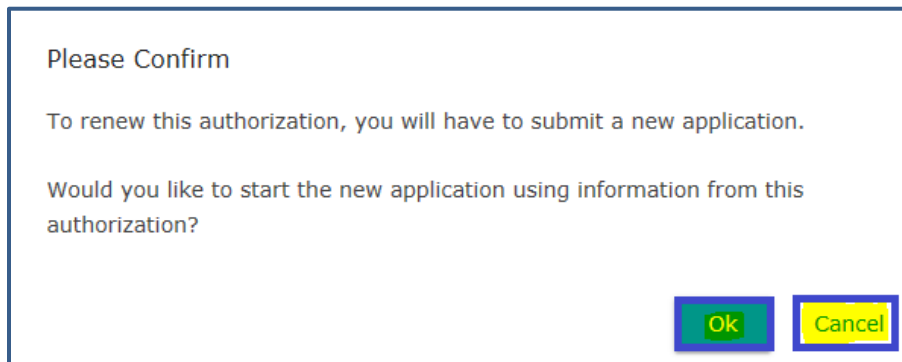 Please Confirm
To renew this authorization, you will have to submit a new application.
Would you like to start the new application using information from this
authorization?
Ok Cancel